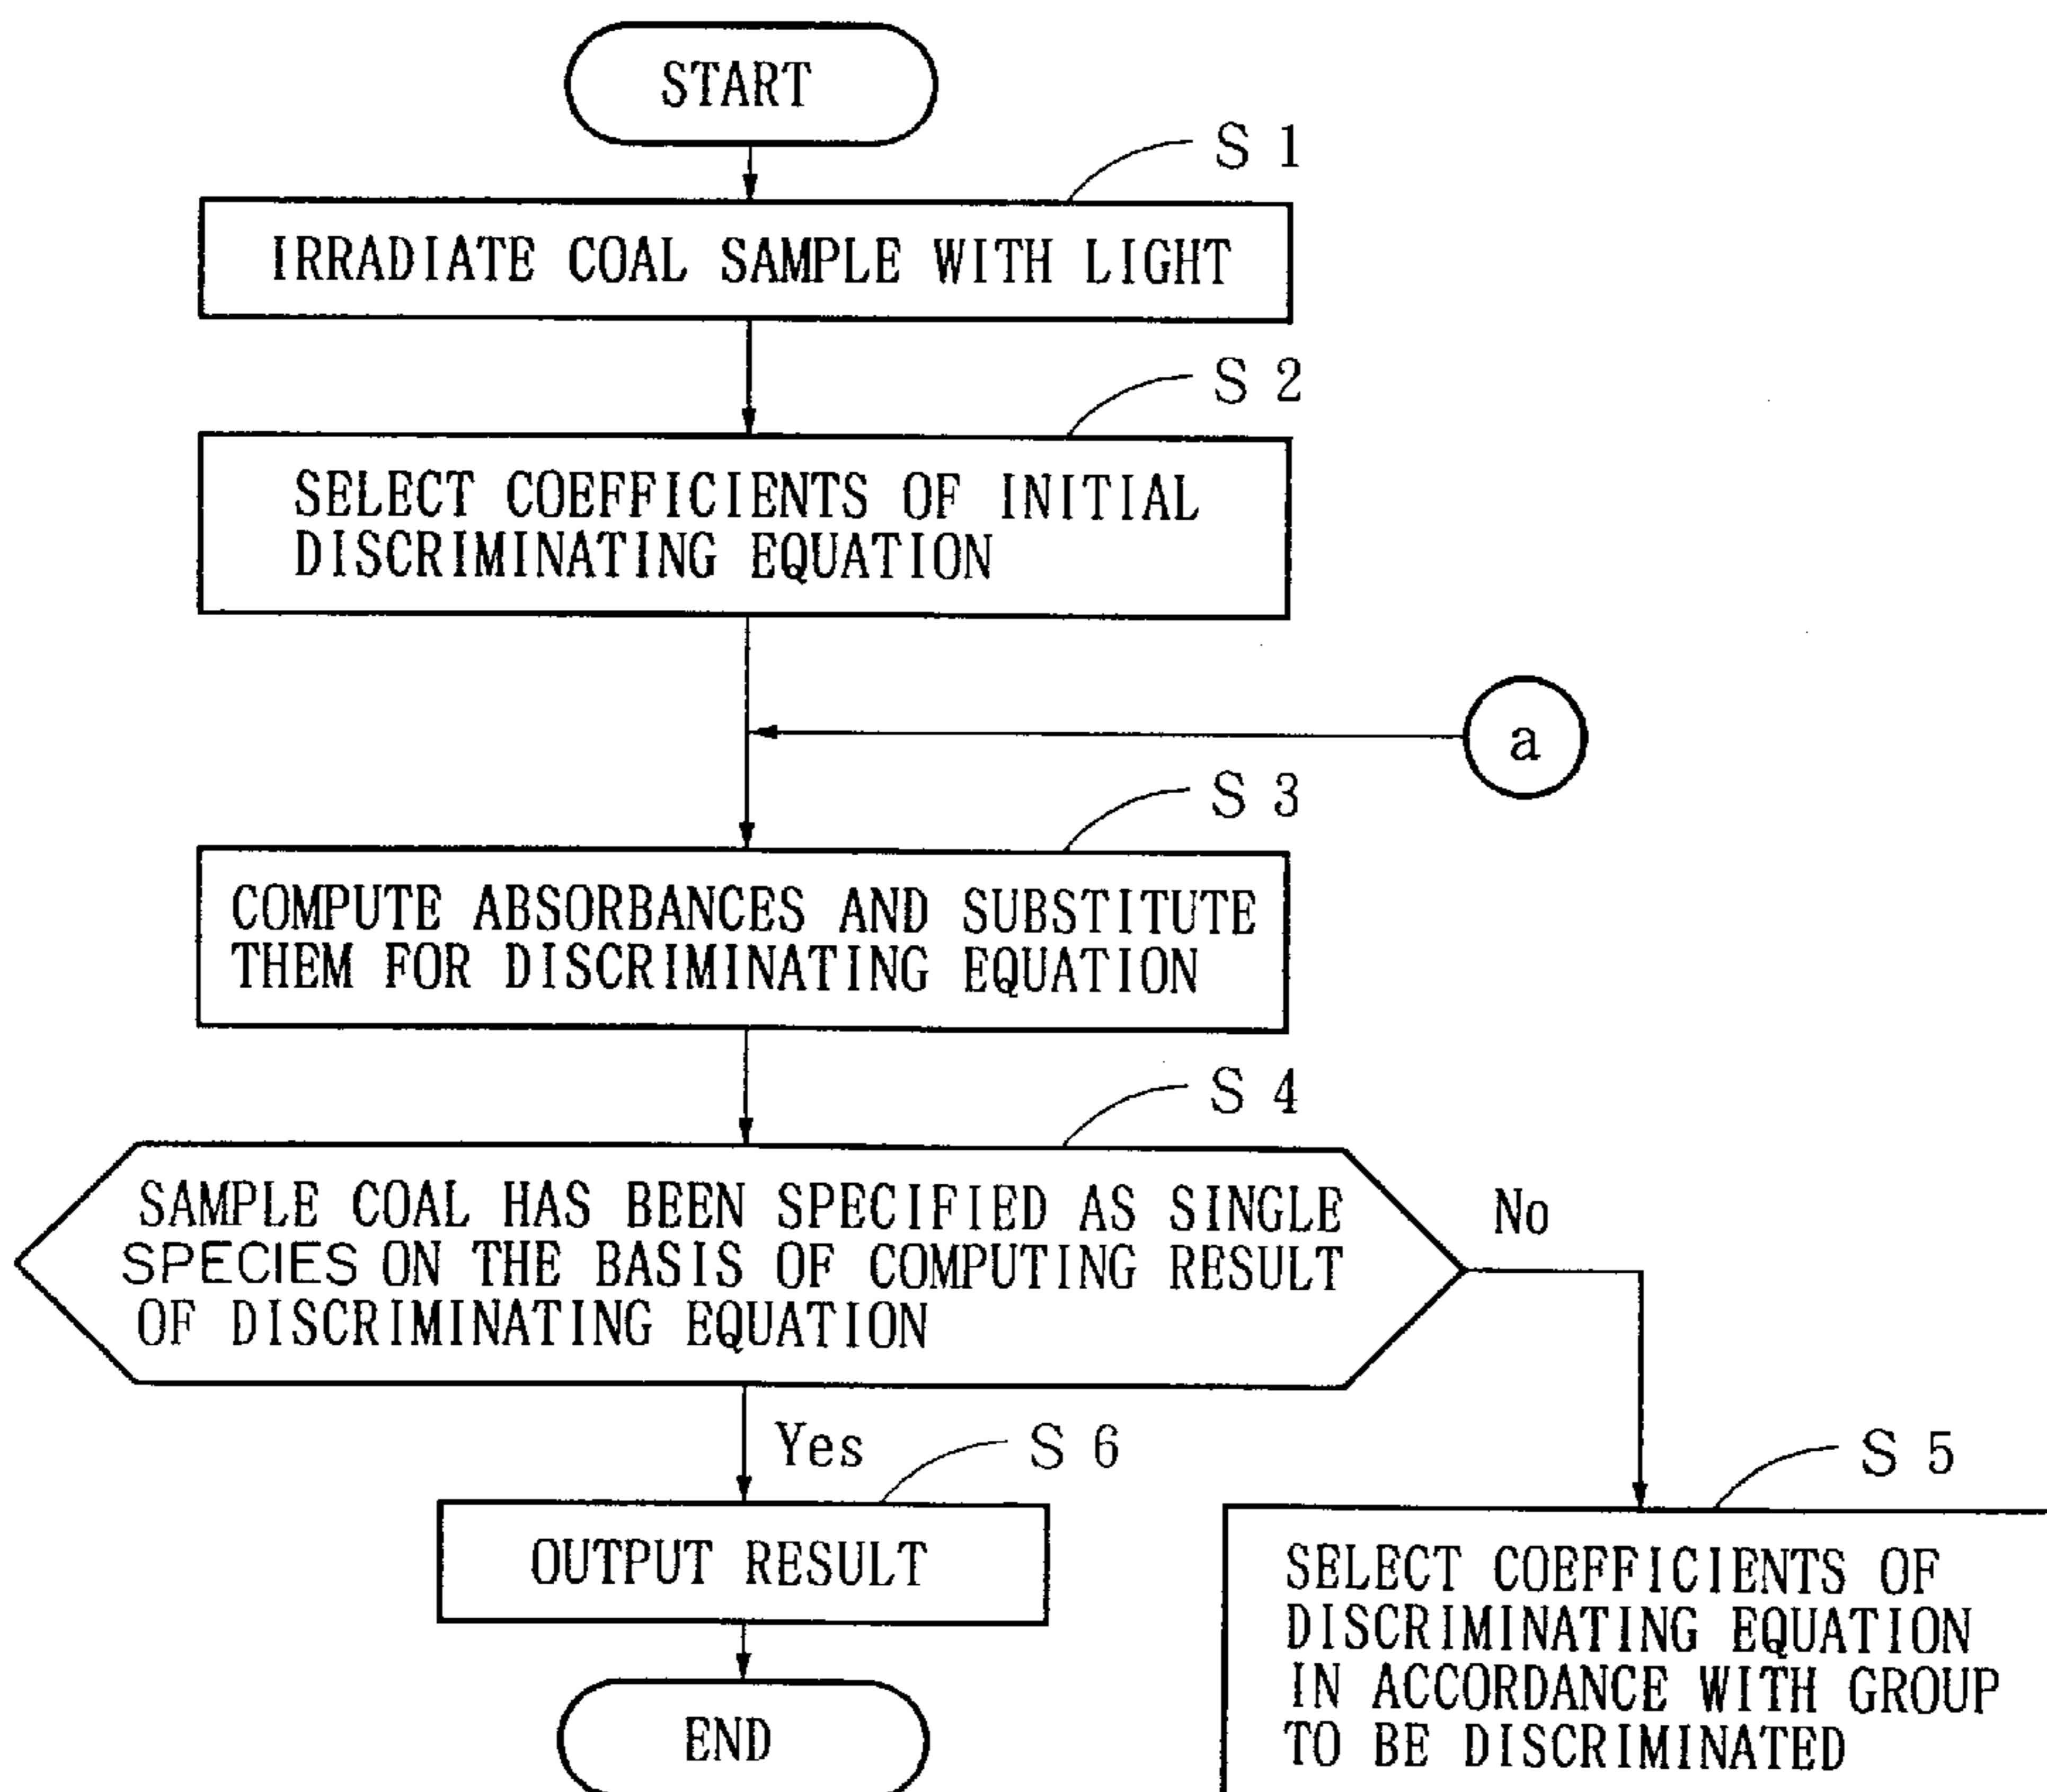 START
S 1
IRRADIATE COAL SAMPLE WITH LIGHT
S 2
SELECT COEFFICIENTS OF INITIAL
DISCRIMINATING EQUATION
a
S 3
COMPUTE ABSORBANCES AND SUBSTITUTE
THEM FOR DISCRIMINATING EQUATION
S 4
SAMPLE COAL HAS BEEN SPECIFIED AS SINGLE
SPECIES ON THE BASIS OF COMPUTING RESULT
OF DISCRIMINATING EQUATION
No
Yes
S 6
OUTPUT RESULT
END
S 5
SELECT COEFFICIENTS OF
DISCRIMINATING EQUATION
IN ACCORDANCE WITH GROUP
TO BE DISCRIMINATED